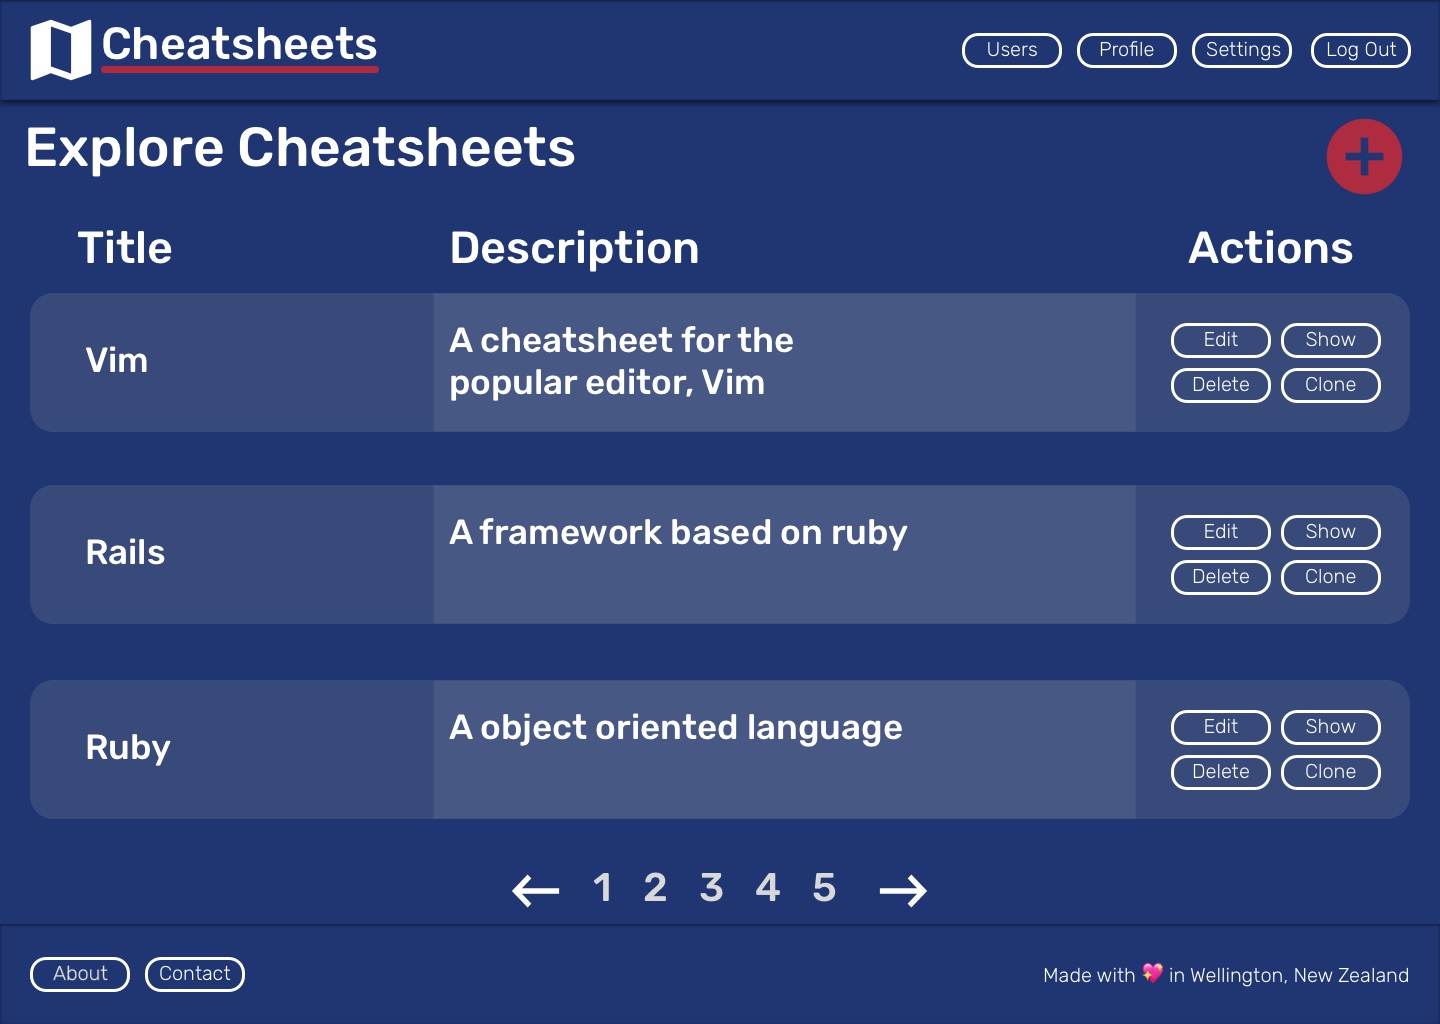 Cheatsheets
Users Profile Settings Log Out
Explore Cheatsheets
Title Description Actions
Vim
A cheatsheet for the
popular editor, Vim
Edit Show
Delete Clone
Rails
A framework based on ruby
Edit Show
Delete Clone
Ruby
A object oriented language
Edit Show
Delete Clone
1 2 3 4 5
About Contact
Made with 💖 in Wellington, New Zealand